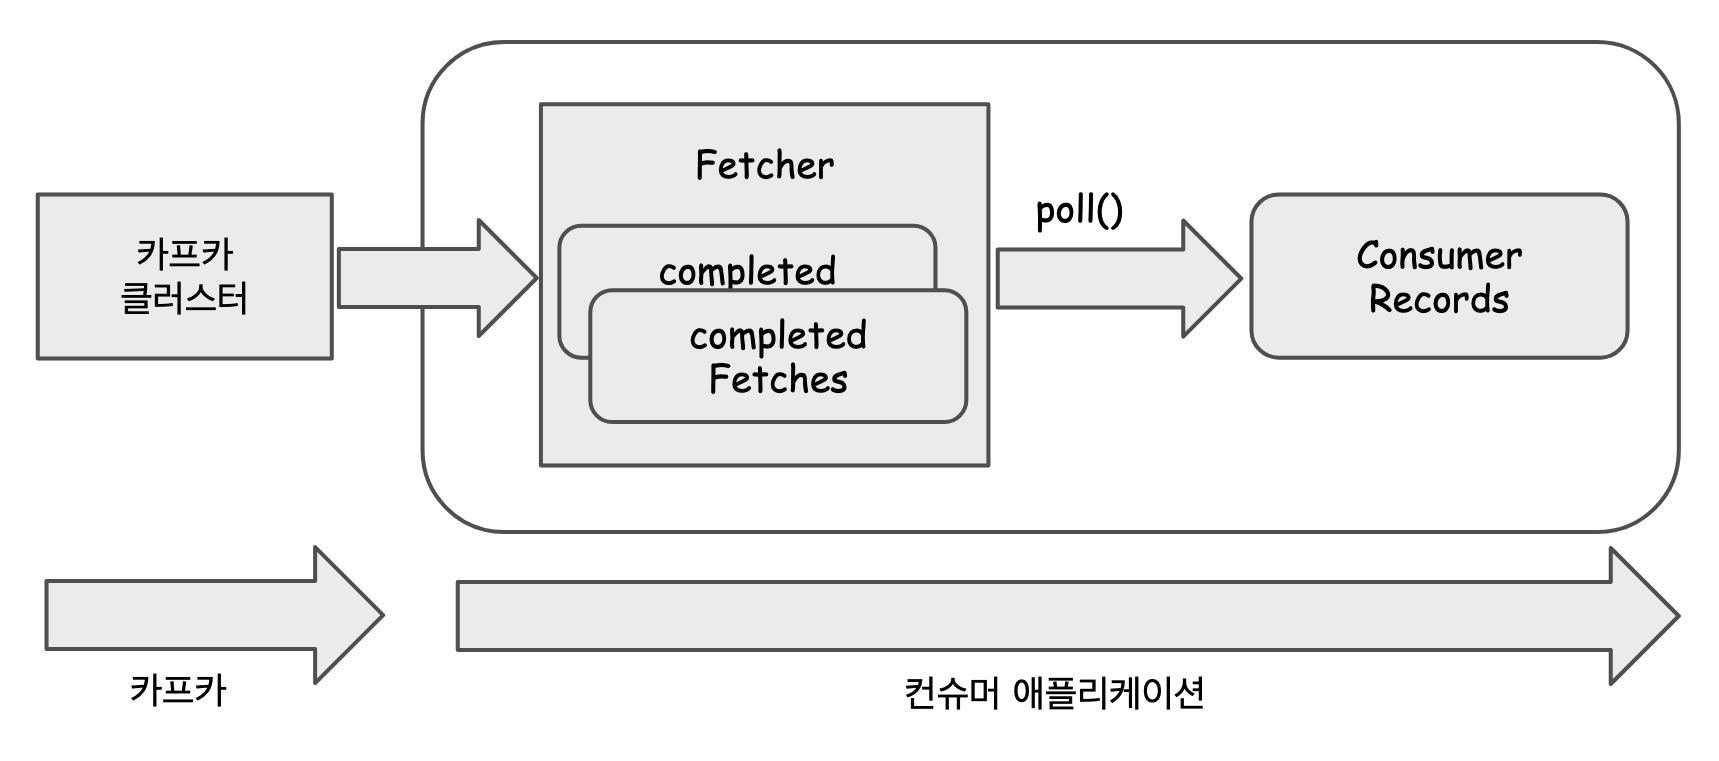 카프카
클러스터
Fetcher
completed
completed
Fetches
poll()
Consumer
Records
카프카
컨슈머 애플리케이션